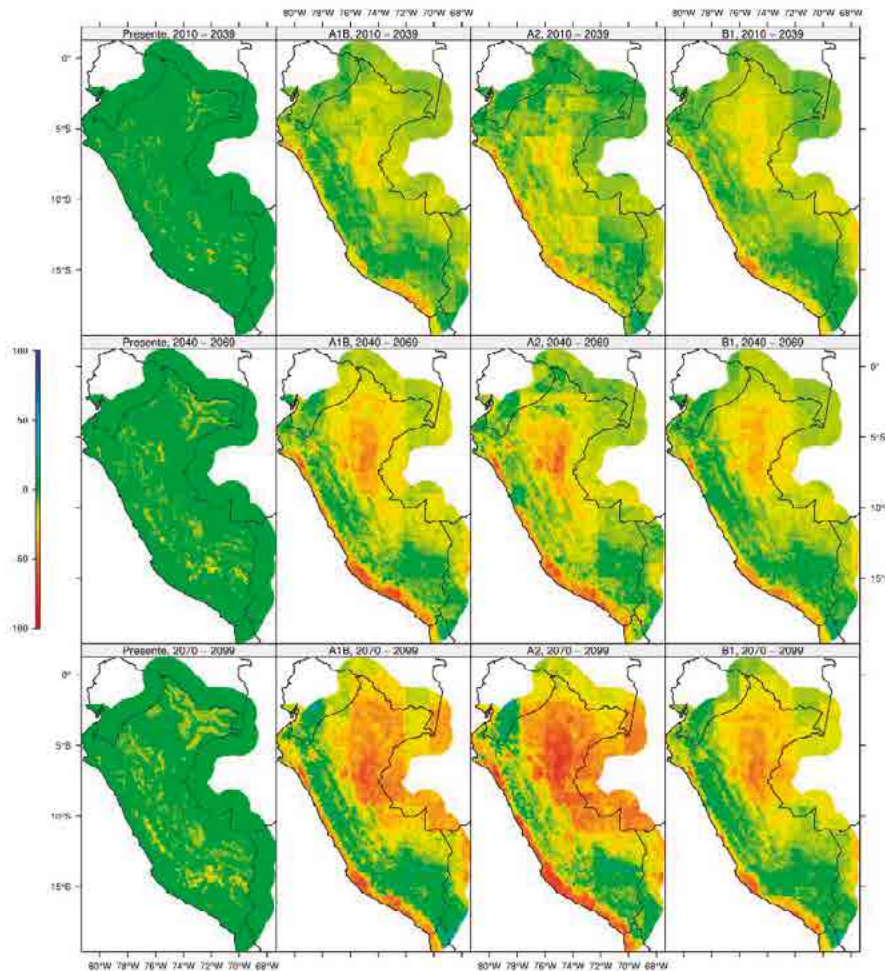 80°W 76°W 72°W 68°W 78°W 74°W 70°W
78°W 74°W 70°W 80°W 76°W 72°W 68°W
Presente, 2010 – 2039 A1B, 2010 – 2039 A2, 2010 – 2039 B1, 2010 – 2039
0°
5°S
10°S
15°S
Presente, 2040 – 2069 A1B, 2040 – 2069 A2, 2040 – 2069 B1, 2040 – 2069
100
50
0
-50
-100
0°
5°S
10°S
15°S
Presente, 2070 – 2099 A1B, 2070 – 2099 A2, 2070 – 2099 B1, 2070 – 2099
0°
5°S
10°S
15°S
80°W 76°W 72°W 68°W 78°W 74°W 70°W
78°W 74°W 70°W 80°W 76°W 72°W 68°W